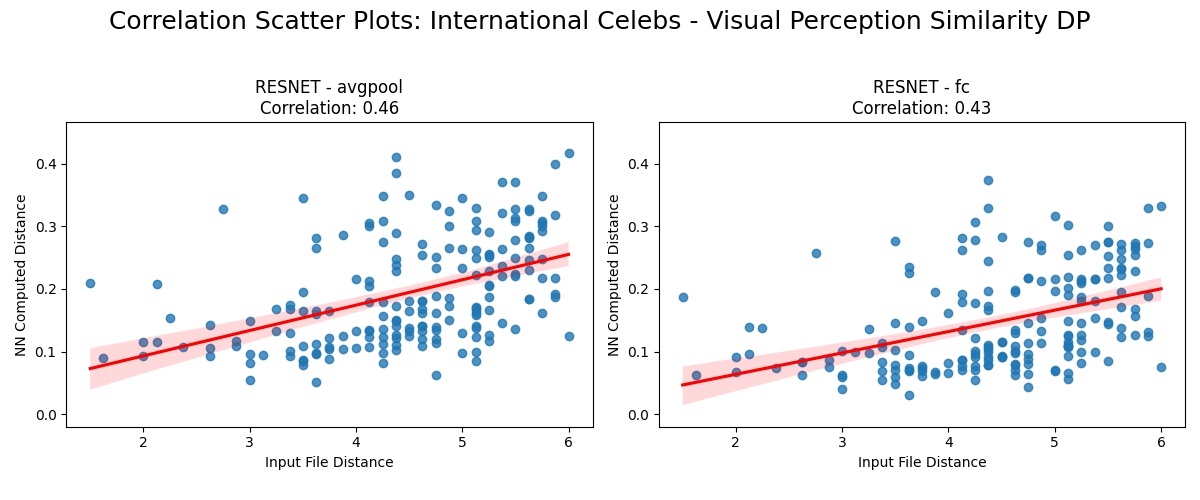 Correlation Scatter Plots: International Celebs - Visual Perception Similarity DP
RESNET - avgpool
Correlation: 0.46
NN Computed Distance
0.4
0.3
0.2
0.1
0.0
2 3 4 5 6
Input File Distance
RESNET - fc
Correlation: 0.43
NN Computed Distance
0.4
0.3
0.2
0.1
0.0
2 3 4 5 6
Input File Distance